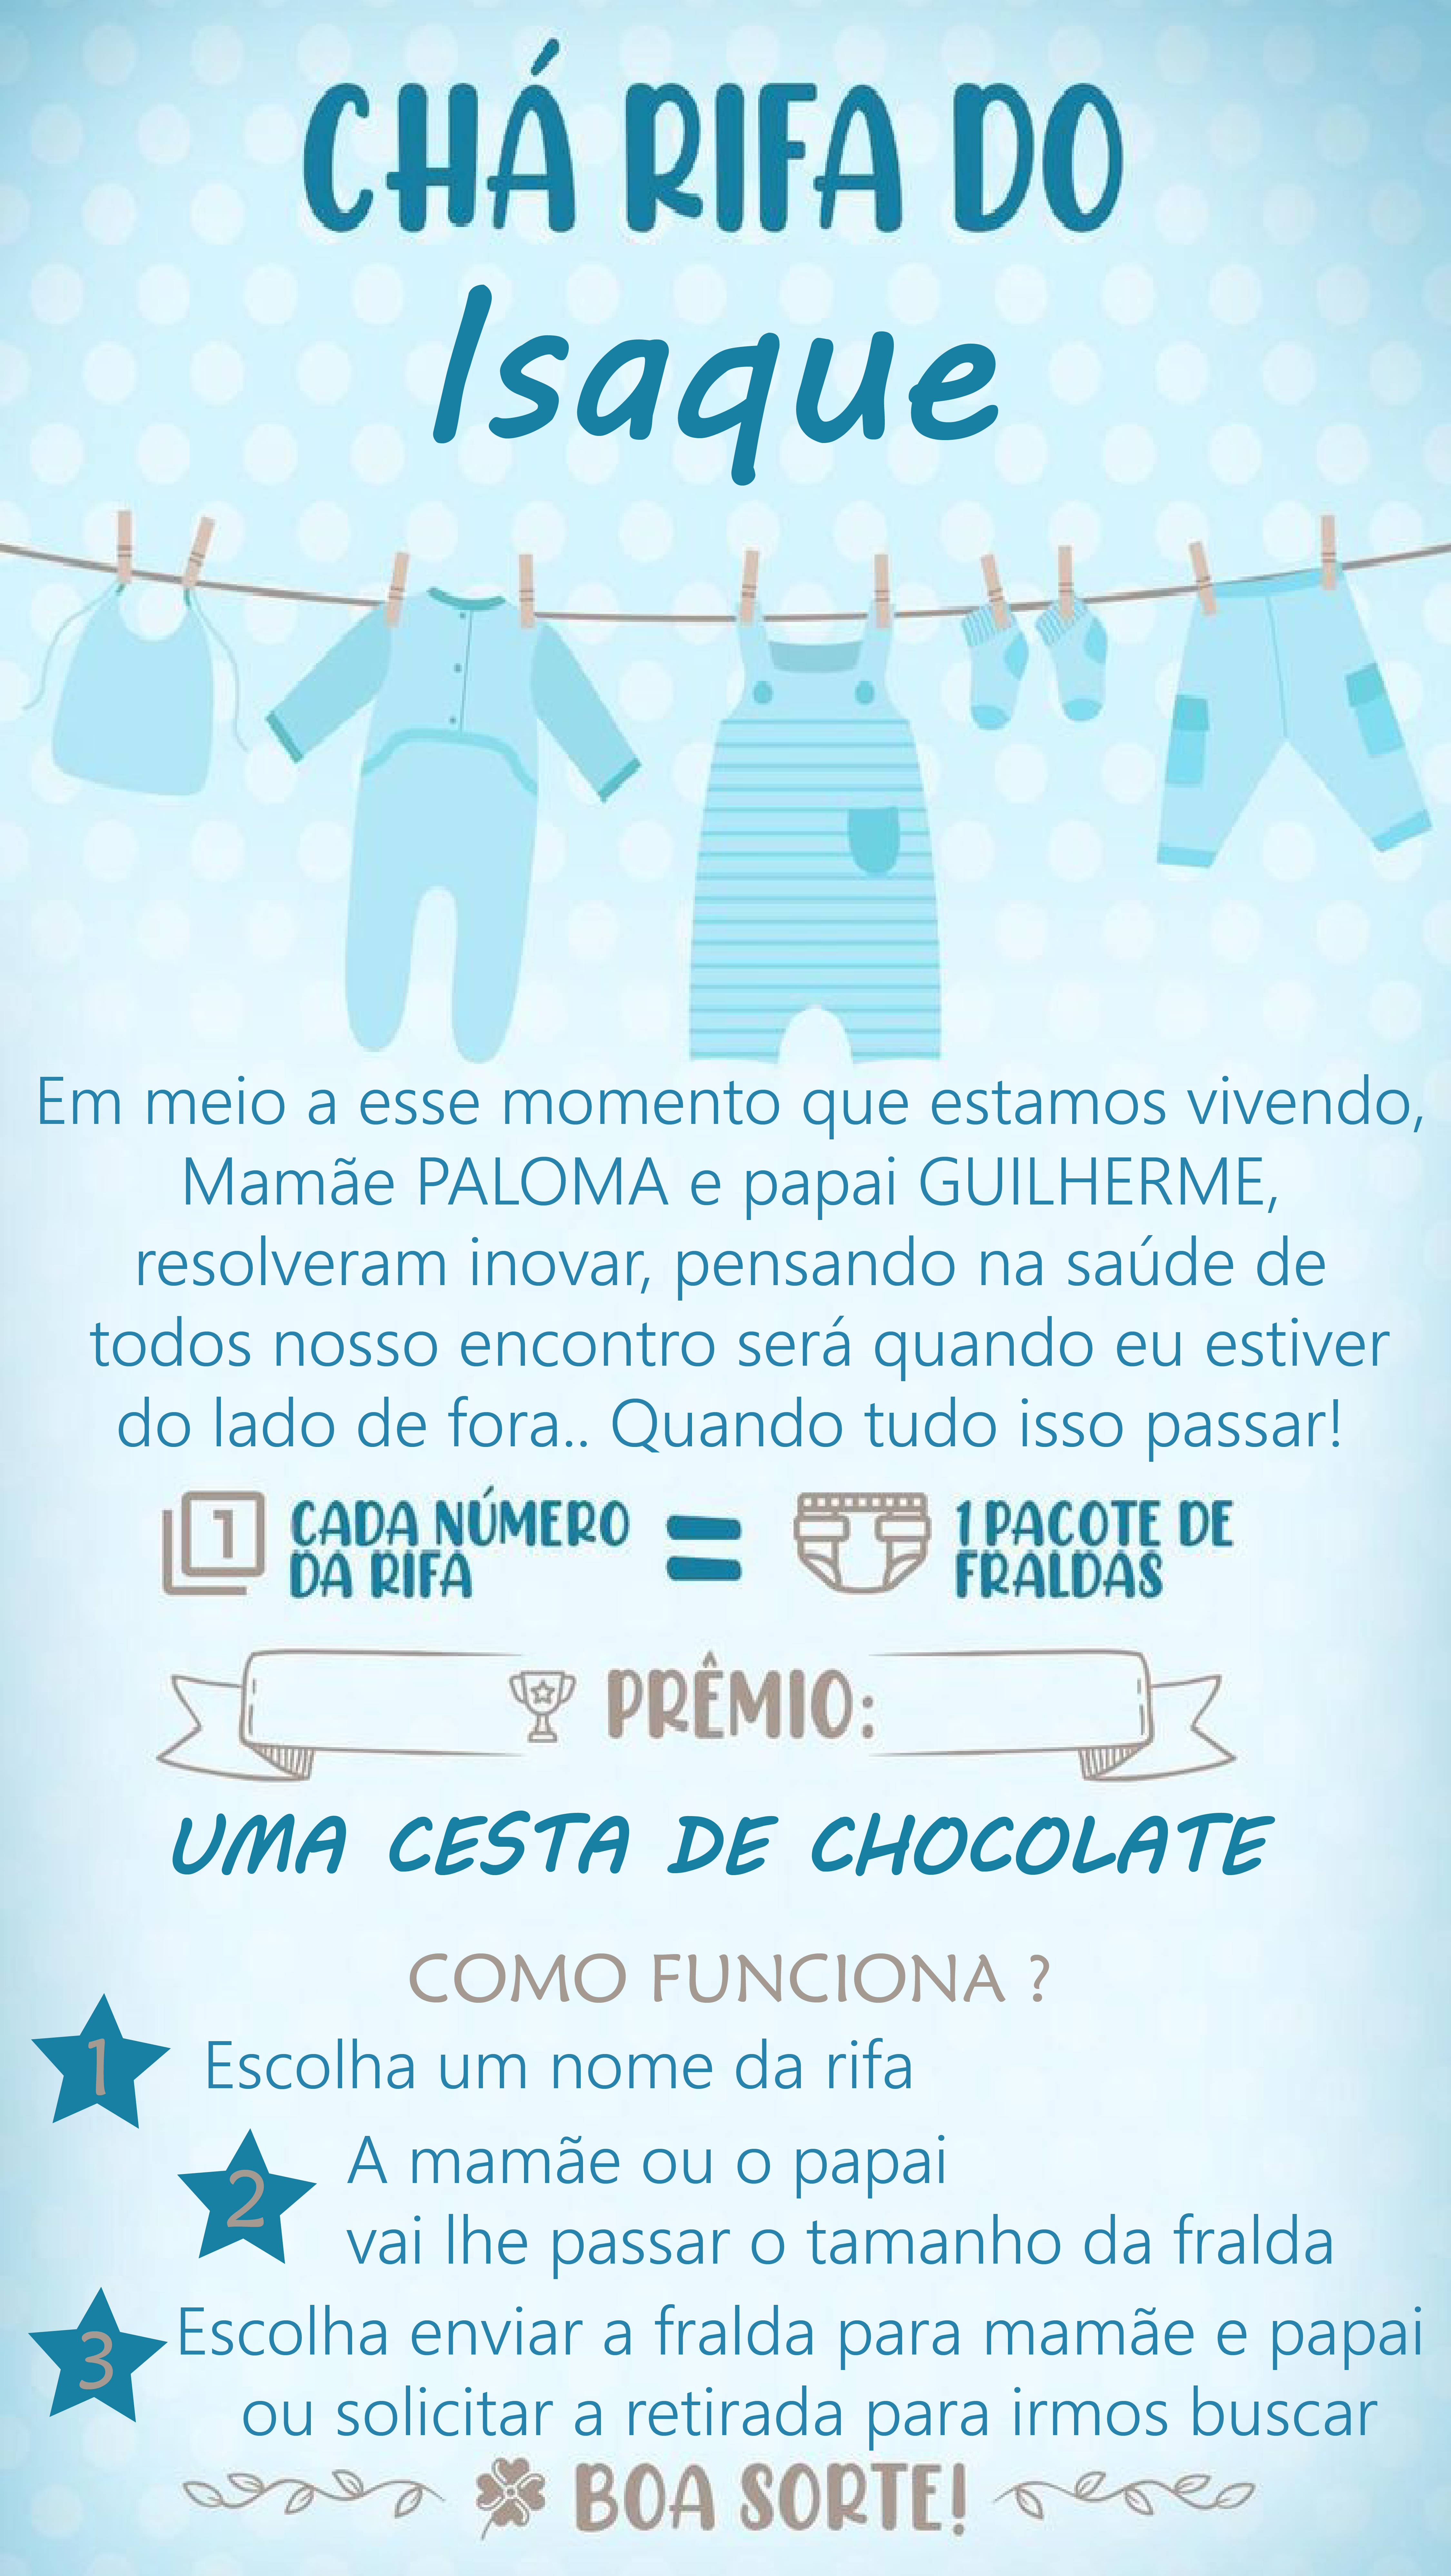 CHÁ RIFA DO
Isaque
Em meio a esse momento que estamos vivendo,
Mamãe PALOMA e papai GUILHERME,
resolveram inovar, pensando na saúde de
todos nosso encontro será quando eu estiver
do lado de fora.. Quando tudo isso passar!
1 CADA NÚMERO
DA RIFA
=
1 PACOTE DE
FRALDAS
PRÊMIO:
UMA CESTA DE CHOCOLATE
COMO FUNCIONA ?
1 Escolha um nome da rifa
2 A mamãe ou o papai
vai lhe passar o tamanho da fralda
3 Escolha enviar a fralda para mamãe e papai
ou solicitar a retirada para irmos buscar
BOA SORTE!